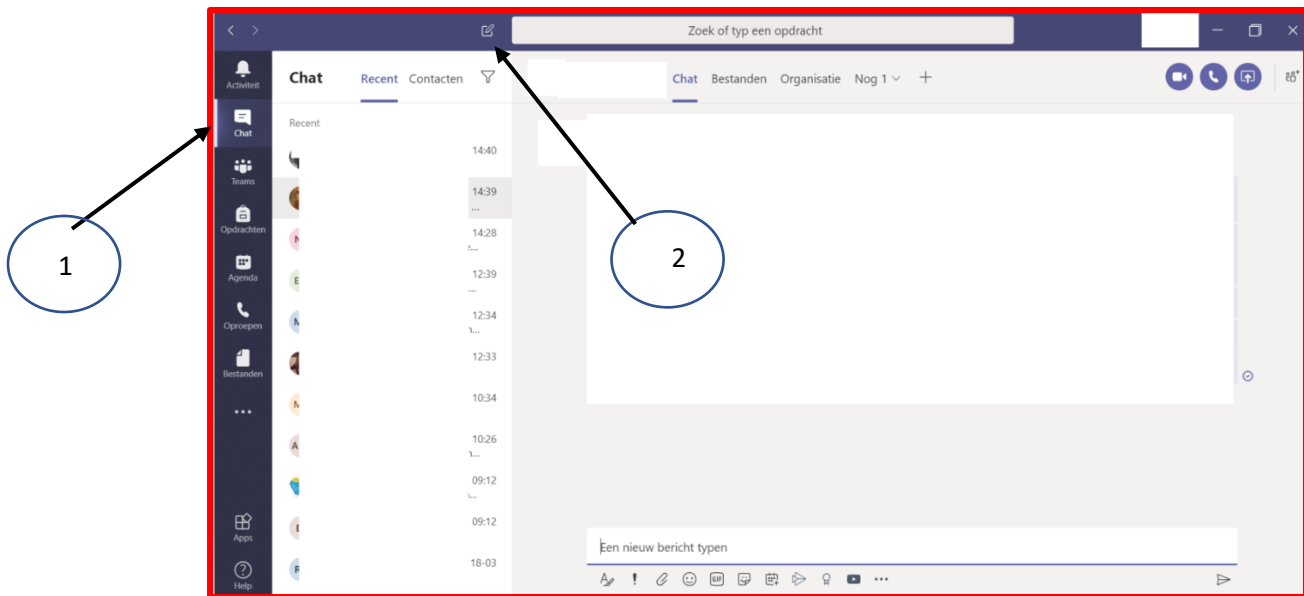 Zoek of typ een opdracht
Activiteit
Chat
Teams
Opdrachten
Agenda
Oproepen
Bestanden
Apps
Help
Chat Recent Contacten
Recent
14:40
14:39
...
N 14:28
e...
E 12:39
...
M 12:34
n...
12:33
M 10:34
A 10:26
09:12
E 09:12
R 18-03
Chat Bestanden Organisatie Nog 1
Een nieuw bericht typen
GIF
1
2